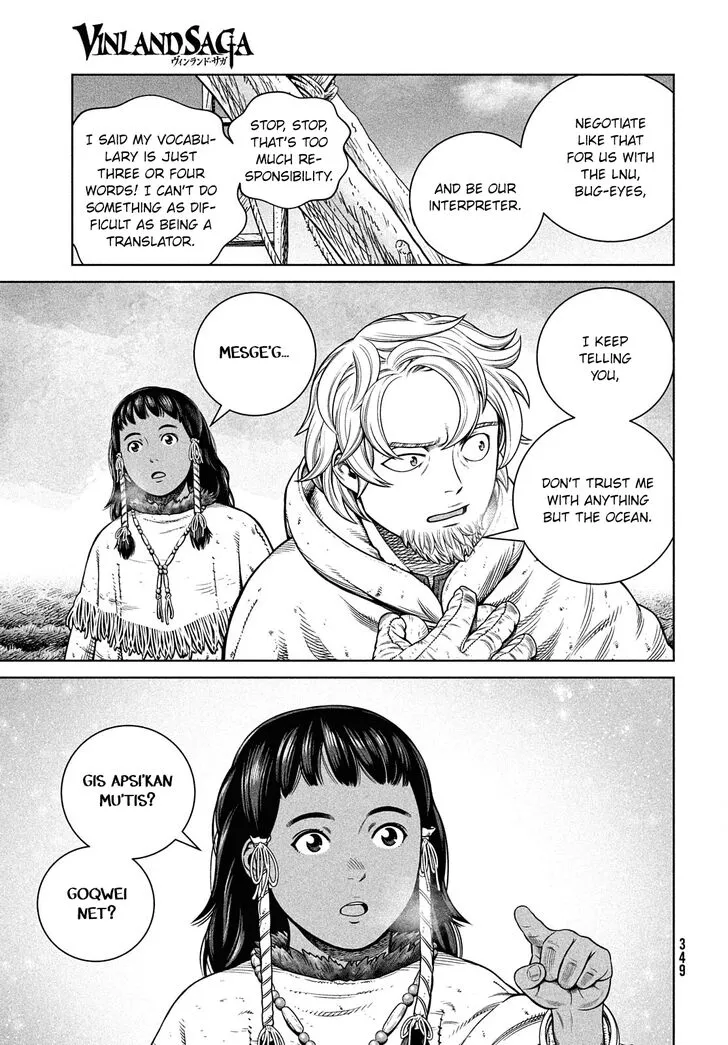 VINLAND SAGA
ヴィンランド・サガ
NEGOTIATE
LIKE THAT
FOR US WITH
THE LNU,
BUG-EYES,
AND BE OUR
INTERPRETER.
STOP, STOP,
THAT'S TOO
MUCH RE-
SPONSIBILITY.
I SAID MY VOCABU-
LARY IS JUST
THREE OR FOUR
WORDS! I CAN'T DO
SOMETHING AS DIF-
FICULT AS BEING A
TRANSLATOR.
I KEEP
TELLING
YOU,
DON'T TRUST ME
WITH ANYTHING
BUT THE OCEAN.
MESGE'G...
GIS APSI'KAN
MU'TIS?
GOQWEI
NET?
349